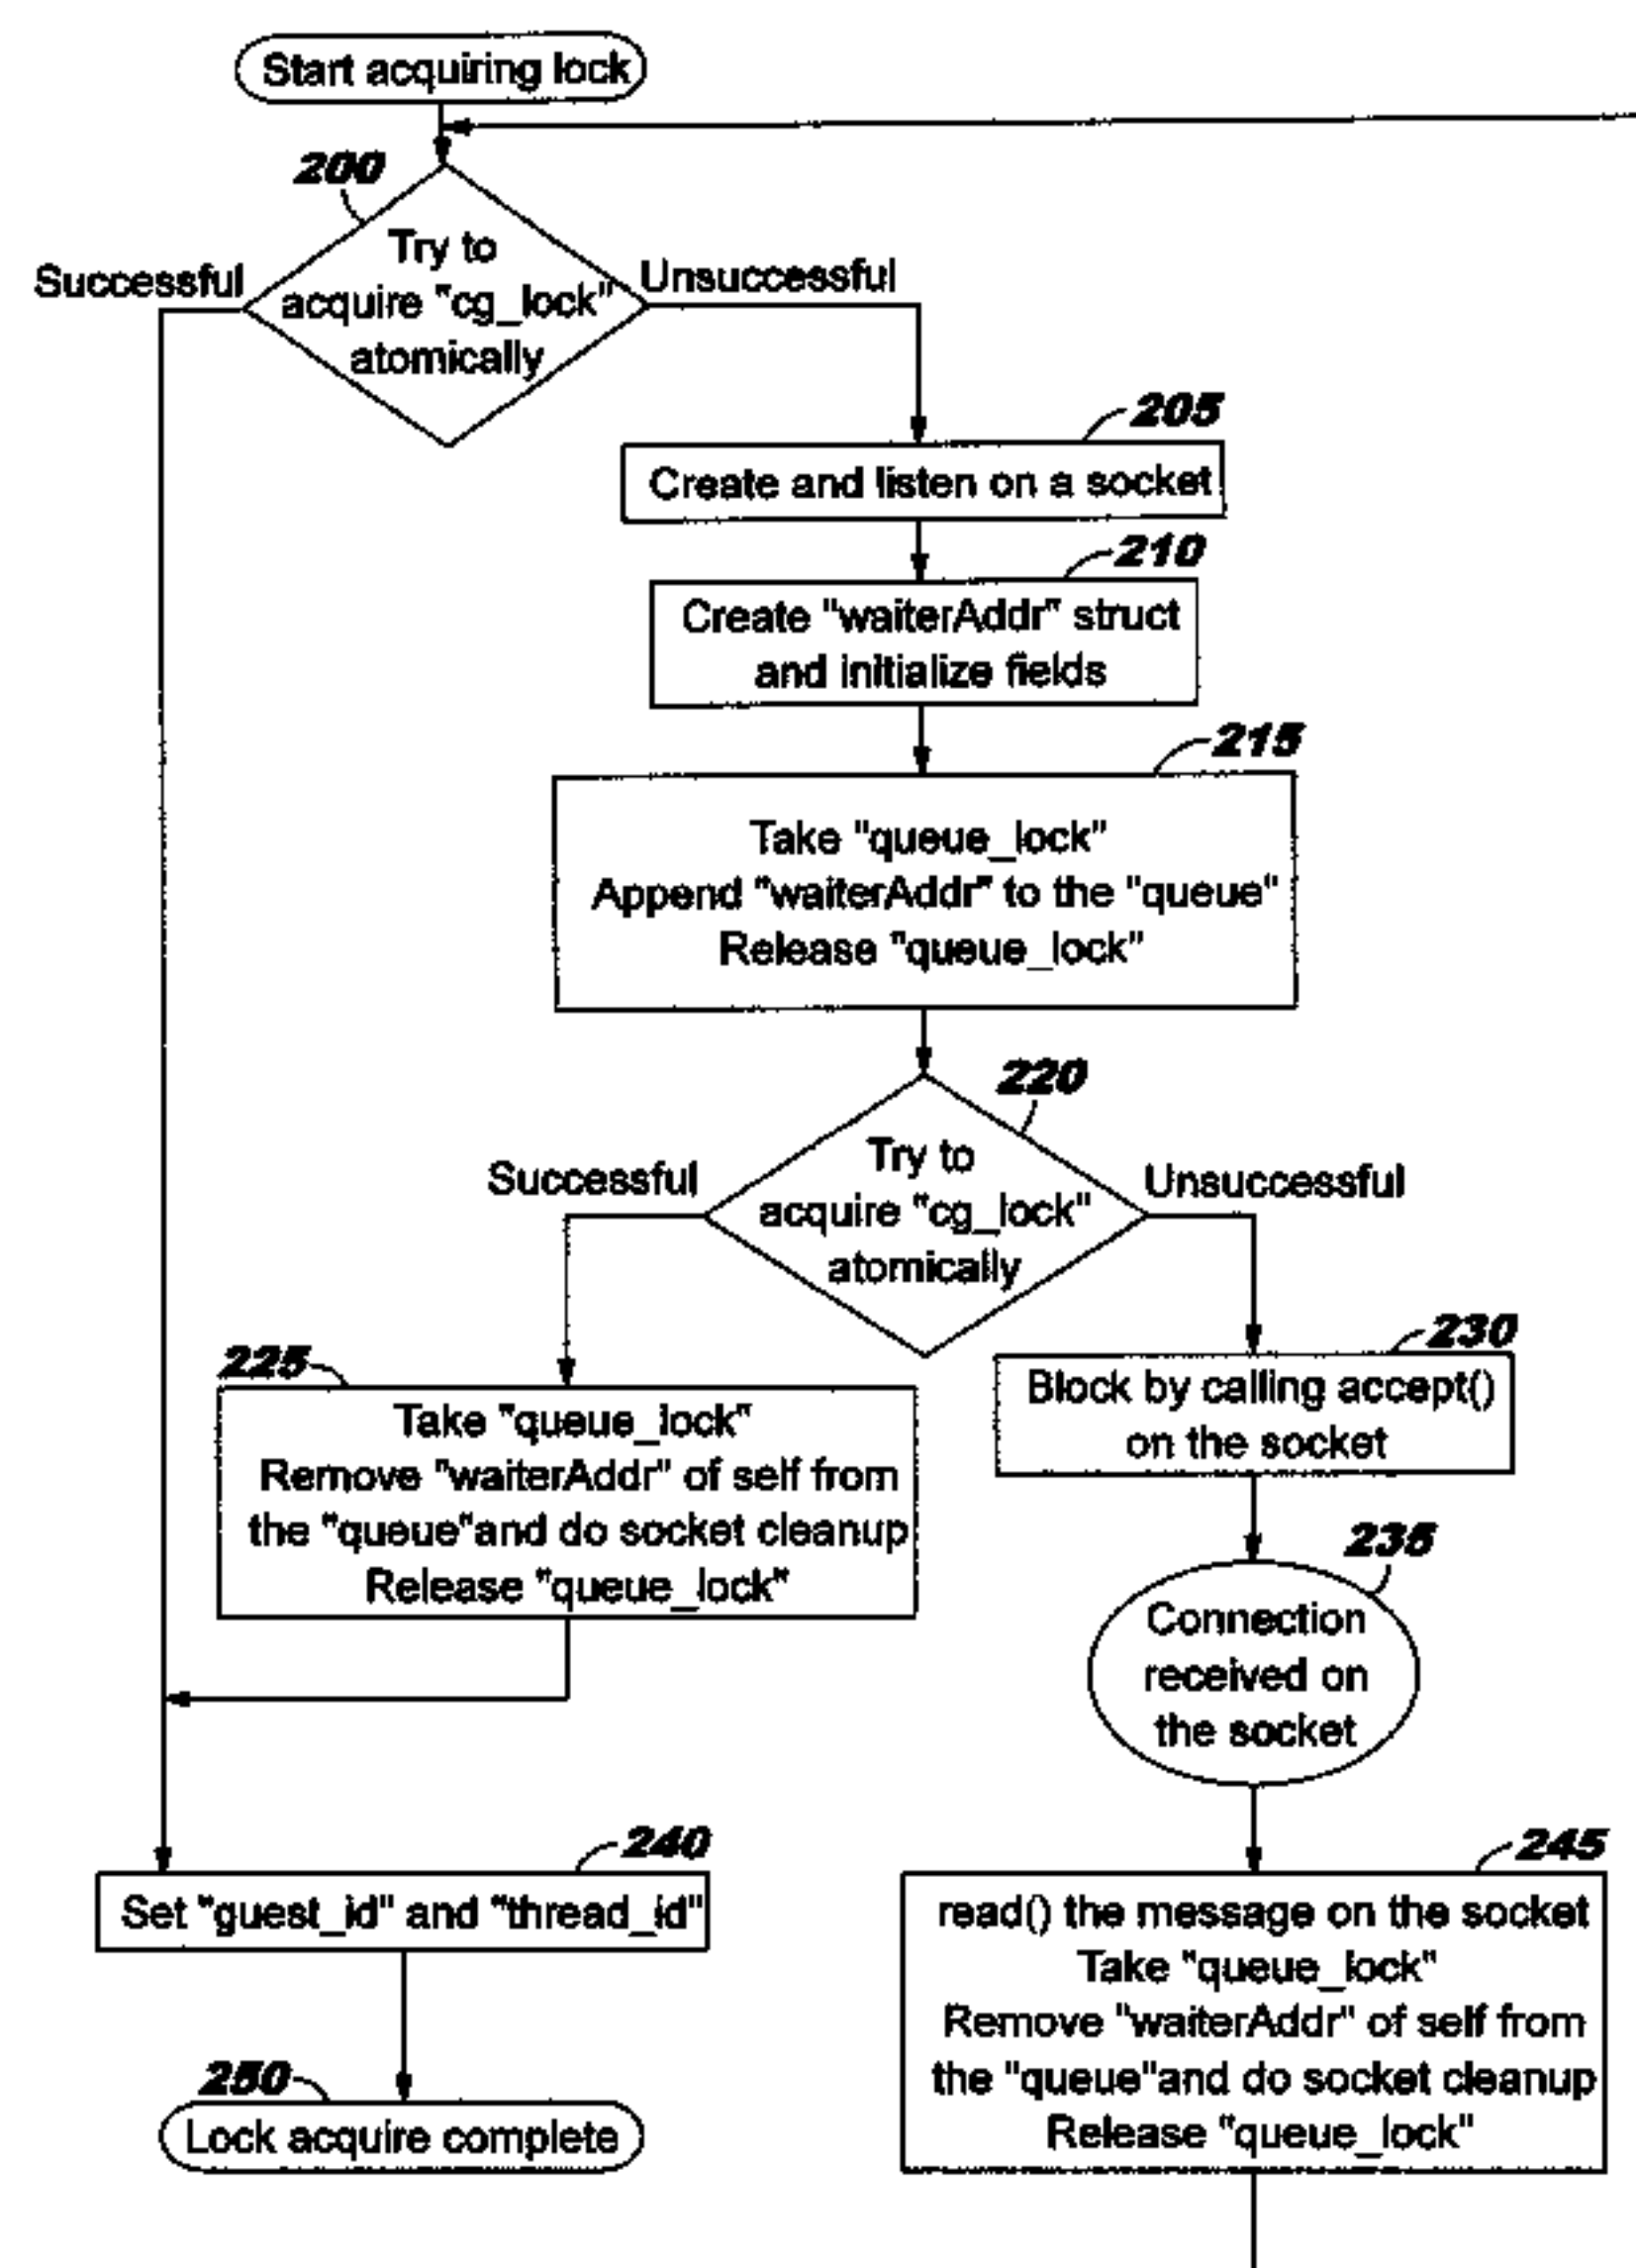 Start acquiring lock
200
Try to
acquire "cg_lock"
atomically
Successful
Unsuccessful
205
Create and listen on a socket
210
Create "waiterAddr" struct
and initialize fields
215
Take "queue_lock"
Append "waiterAddr" to the "queue"
Release "queue_lock"
220
Try to
acquire "cg_lock"
atomically
Successful
Unsuccessful
225
Take "queue_lock"
Remove "waiterAddr" of self from
the "queue"and do socket cleanup
Release "queue_lock"
230
Block by calling accept()
on the socket
235
Connection
received on
the socket
240
Set "guest_id" and "thread_id"
245
read() the message on the socket
Take "queue_lock"
Remove "waiterAddr" of self from
the "queue"and do socket cleanup
Release "queue_lock"
250
Lock acquire complete